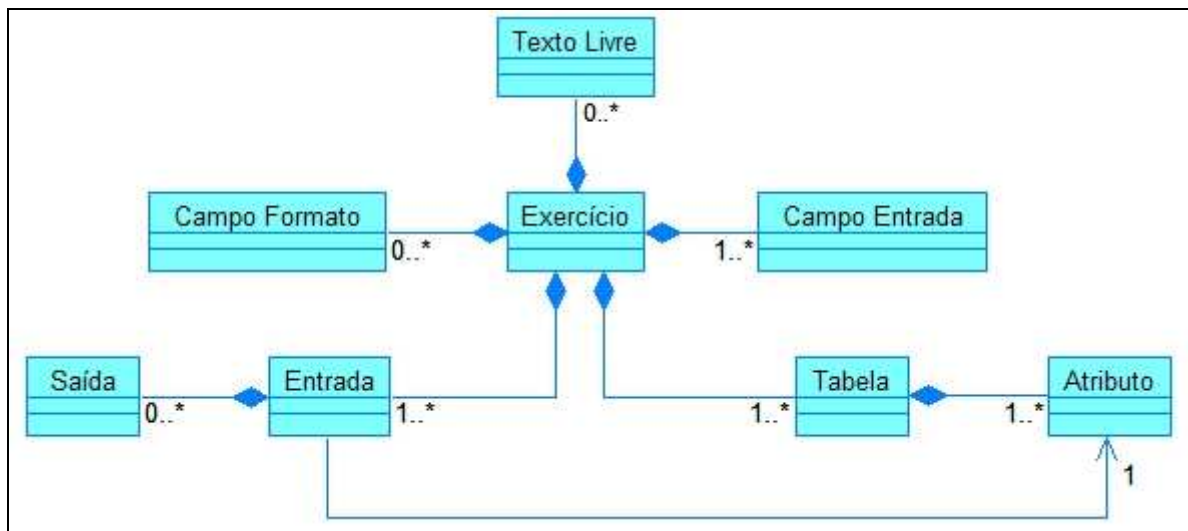 Texto Livre
0..*
Campo Formato
Exercício
Campo Entrada
0..*
1..*
Saída
Entrada
Tabela
Atributo
0..*
1..*
1..*
1..*
1